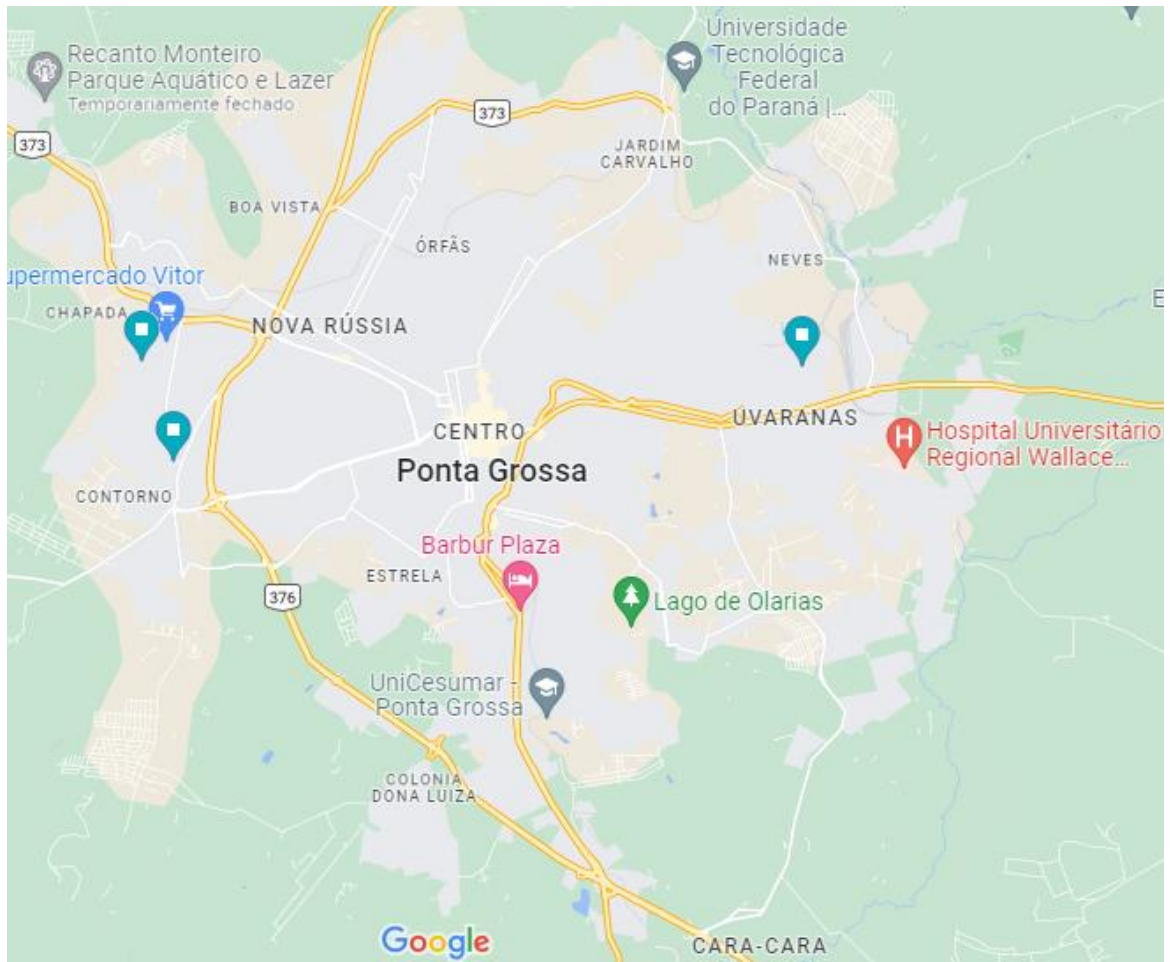 Recanto Monteiro
Parque Aquático e Lazer
Temporariamente fechado
Universidade
Tecnológica
Federal
do Paraná |...
373
373
JARDIM
CARVALHO
BOA VISTA
ÓRFÃS
NEVES
upermercado Vitor
CHAPADA
NOVA RÚSSIA
E
UVARANAS
CENTRO
Hospital Universitário
Regional Wallace...
Ponta Grossa
CONTORNO
Barbur Plaza
ESTRELA
376
Lago de Olarias
UniCesumar -
Ponta Grossa
COLONIA
DONA LUIZA
Google
CARA-CARA